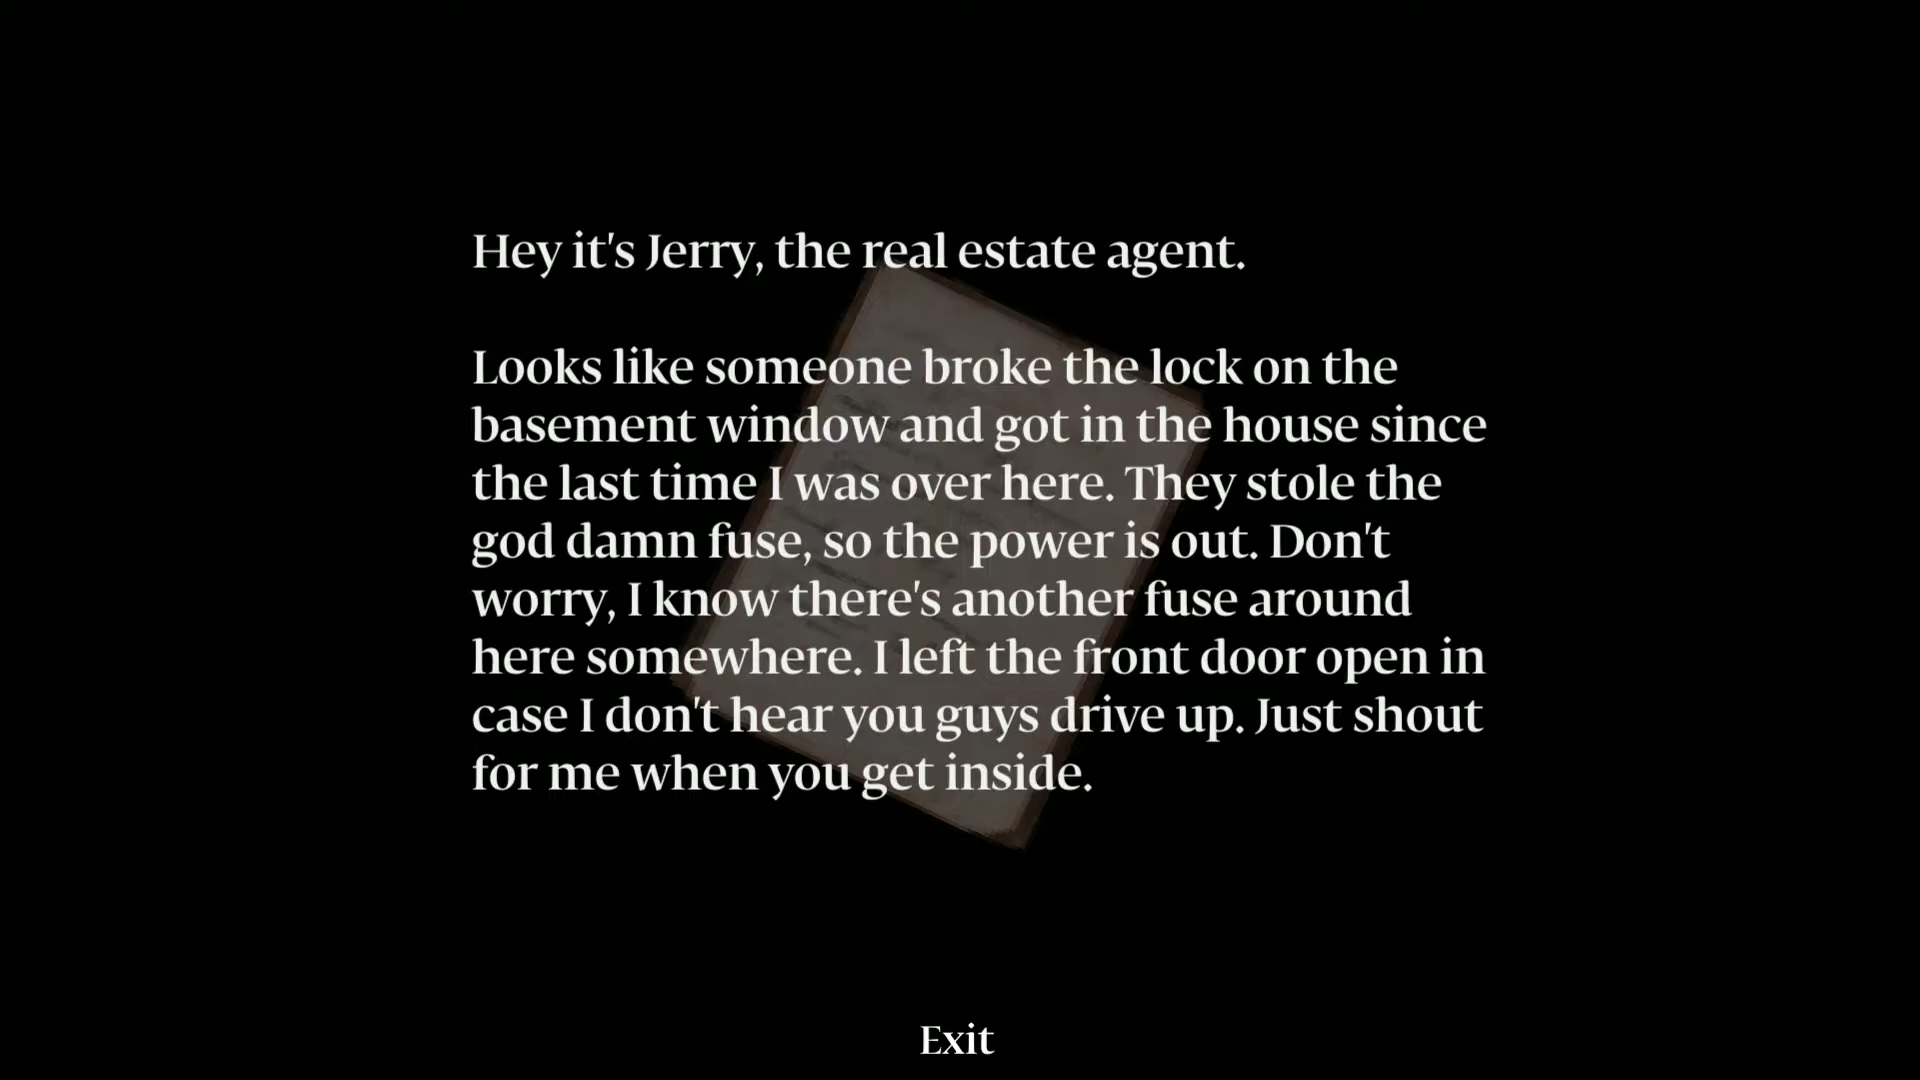 Hey it's Jerry, the real estate agent.
Looks like someone broke the lock on the
basement window and got in the house since
the last time I was over here. They stole the
god damn fuse, so the power is out. Don't
worry, I know there's another fuse around
here somewhere. I left the front door open in
case I don't hear you guys drive up. Just shout
for me when you get inside.
Exit